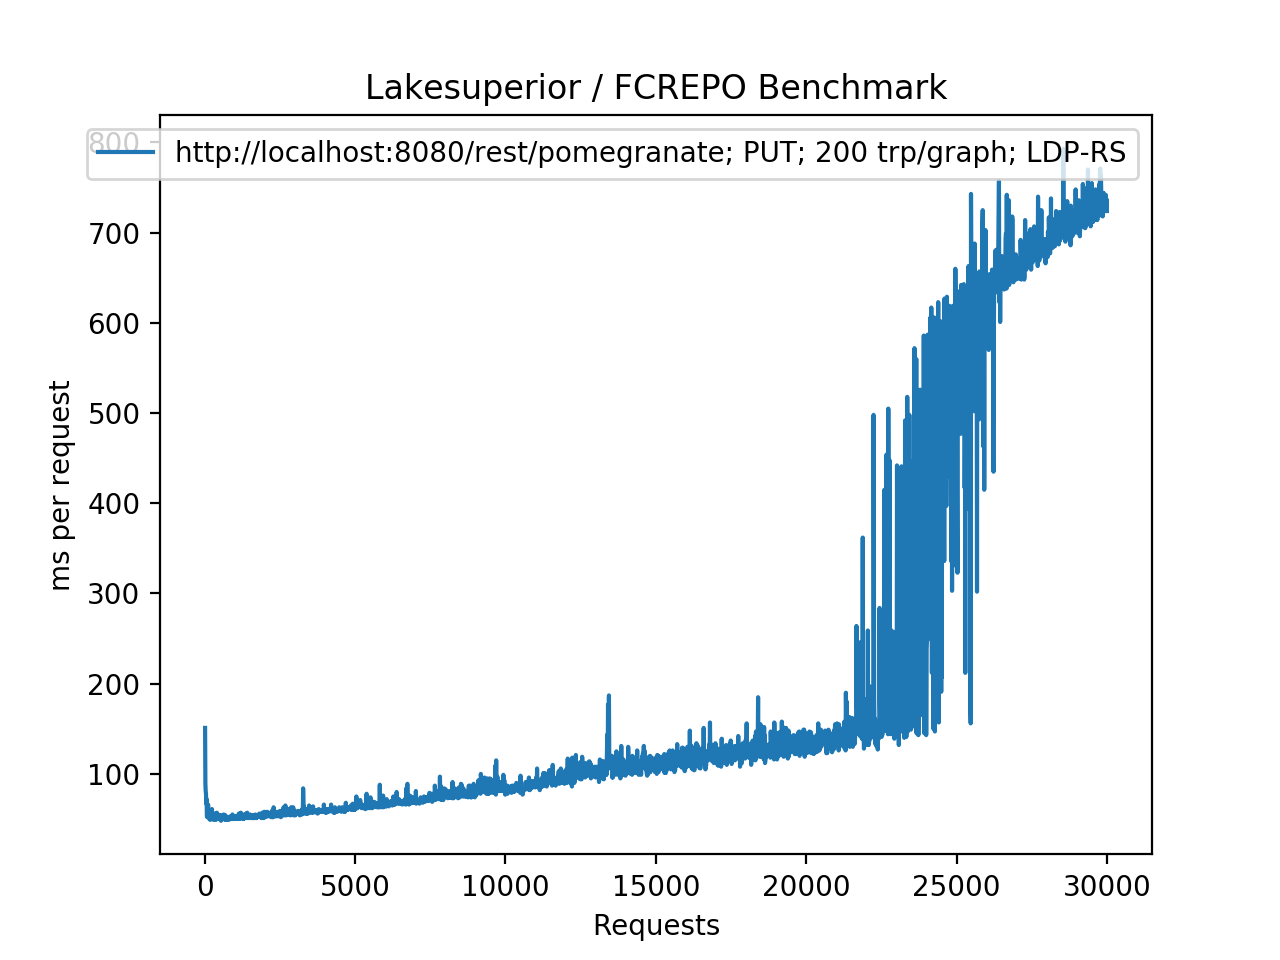 Lakesuperior / FCREPO Benchmark
http://localhost:8080/rest/pomegranate; PUT; 200 trp/graph; LDP-RS
800
700
600
500
400
300
200
100
ms per request
0 5000 10000 15000 20000 25000 30000
Requests